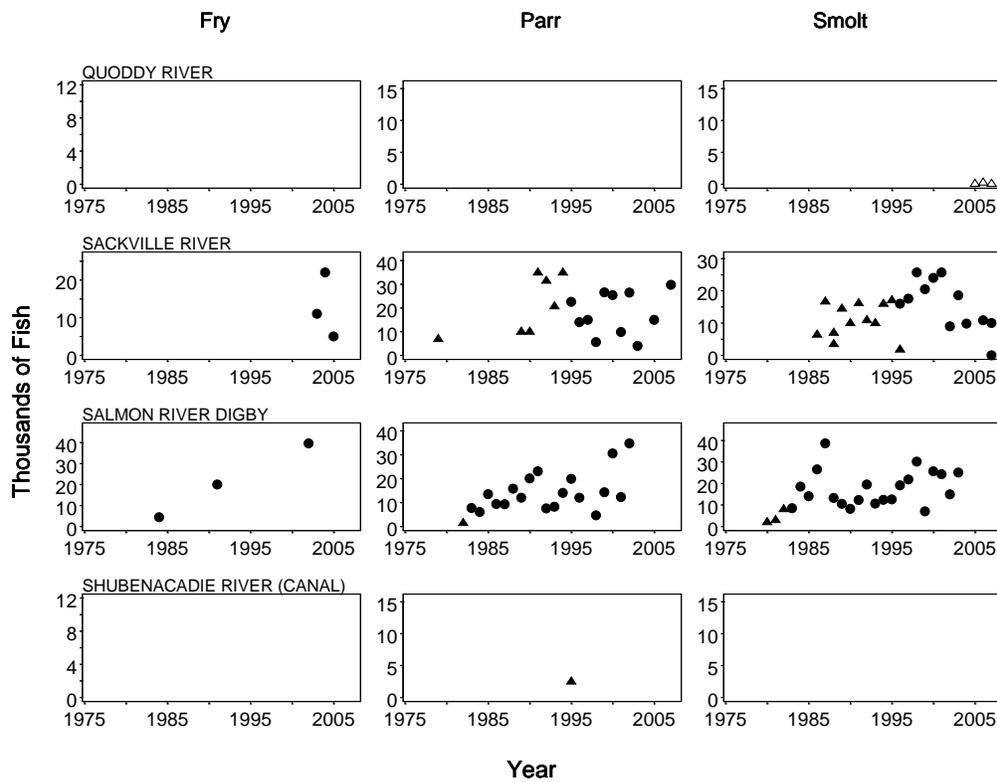 Fry Parr Smolt
QUODDY RIVER
12 15 15
8 10 10
4 5 5
0 0 0
1975 1985 1995 2005 1975 1985 1995 2005 1975 1985 1995 2005
SACKVILLE RIVER
20 40 30
10 30 20
0 20 10
10 0
0
1975 1985 1995 2005 1975 1985 1995 2005 1975 1985 1995 2005
SALMON RIVER DIGBY
40 40 40
30 30 30
20 20 20
10 10 10
0 0 0
1975 1985 1995 2005 1975 1985 1995 2005 1975 1985 1995 2005
SHUBENACADIE RIVER (CANAL)
12 15 15
8 10 10
4 5 5
0 0 0
1975 1985 1995 2005 1975 1985 1995 2005 1975 1985 1995 2005
Thousands of Fish
Year